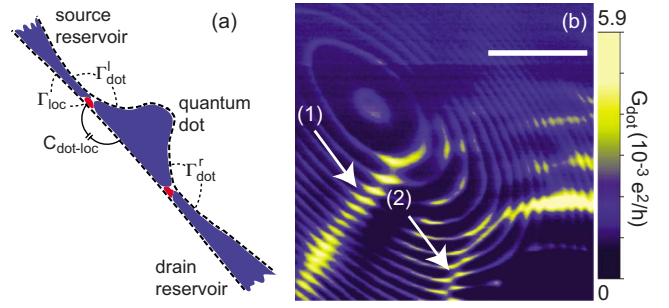 source
reservoir
(a)
Γˡdot
Γloc
quantum
dot
Cdot-loc
Γʳdot
drain
reservoir
(b)
(1)
(2)
5.9
Gdot (10⁻³ e²/h)
0